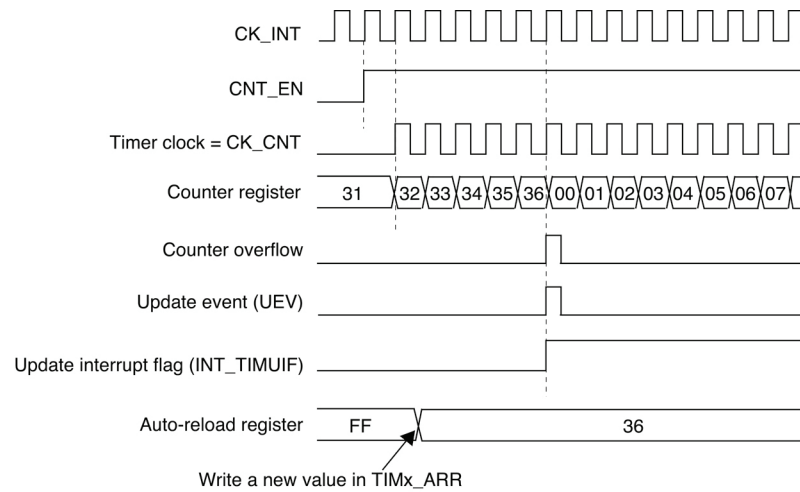 CK_INT
CNT_EN
Timer clock = CK_CNT
Counter register 31 32 33 34 35 36 00 01 02 03 04 05 06 07
Counter overflow
Update event (UEV)
Update interrupt flag (INT_TIMUIF)
Auto-reload register FF 36
Write a new value in TIMx_ARR